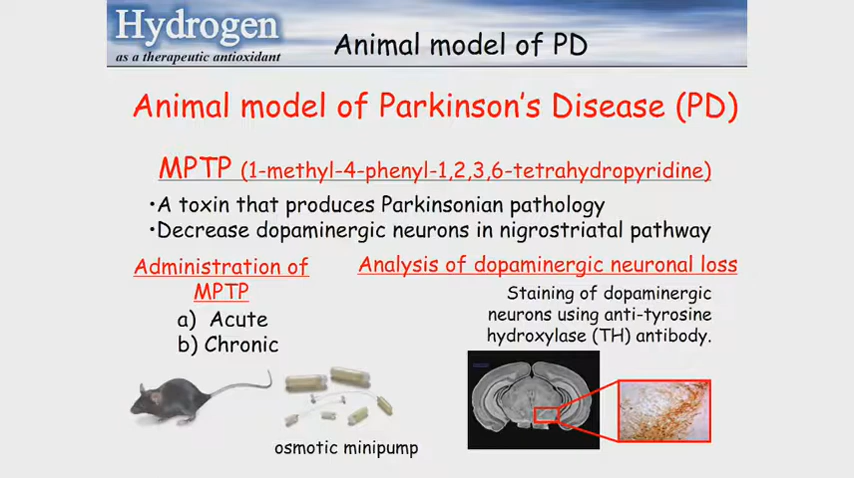 Hydrogen
as a therapeutic antioxidant
Animal model of PD
Animal model of Parkinson's Disease (PD)
MPTP (1-methyl-4-phenyl-1,2,3,6-tetrahydropyridine)
•A toxin that produces Parkinsonian pathology
•Decrease dopaminergic neurons in nigrostriatal pathway
Administration of
MPTP
a) Acute
b) Chronic
osmotic minipump
Analysis of dopaminergic neuronal loss
Staining of dopaminergic
neurons using anti-tyrosine
hydroxylase (TH) antibody.